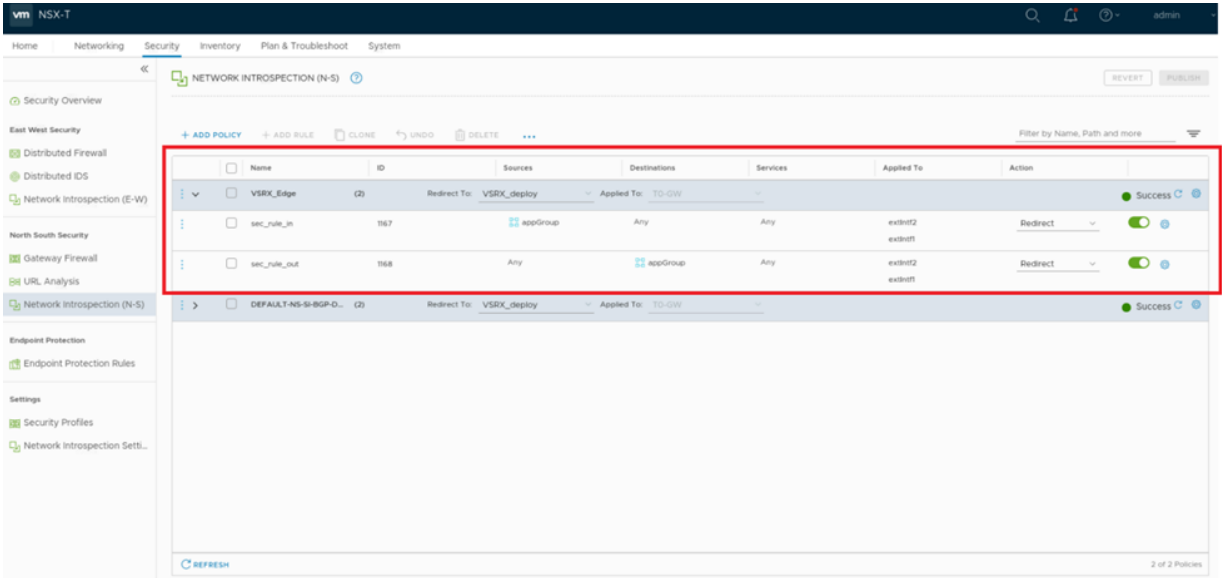 vm NSX-T admin
Home Networking Security Inventory Plan & Troubleshoot System
Security Overview
East West Security
Distributed Firewall
Distributed IDS
Network Introspection (E-W)
North South Security
Gateway Firewall
URL Analysis
Network Introspection (N-S)
Endpoint Protection
Endpoint Protection Rules
Settings
Security Profiles
Network Introspection Setti...
NETWORK INTROSPECTION (N-S)
REVERT PUBLISH
+ ADD POLICY + ADD RULE CLONE UNDO DELETE ...
Filter by Name, Path and more
Name ID Sources Destinations Services Applied To Action
VSRX_Edge (2) Redirect To: VSRX_deploy Applied To: T0-GW Success
sec_rule_in 1167 appGroup Any Any extIntf2 Redirect
extIntf1
sec_rule_out 1168 Any appGroup Any extIntf2 Redirect
extIntf1
DEFAULT-NS-SI-BGP-D... (2) Redirect To: VSRX_deploy Applied To: T0-GW Success
REFRESH 2 of 2 Policies